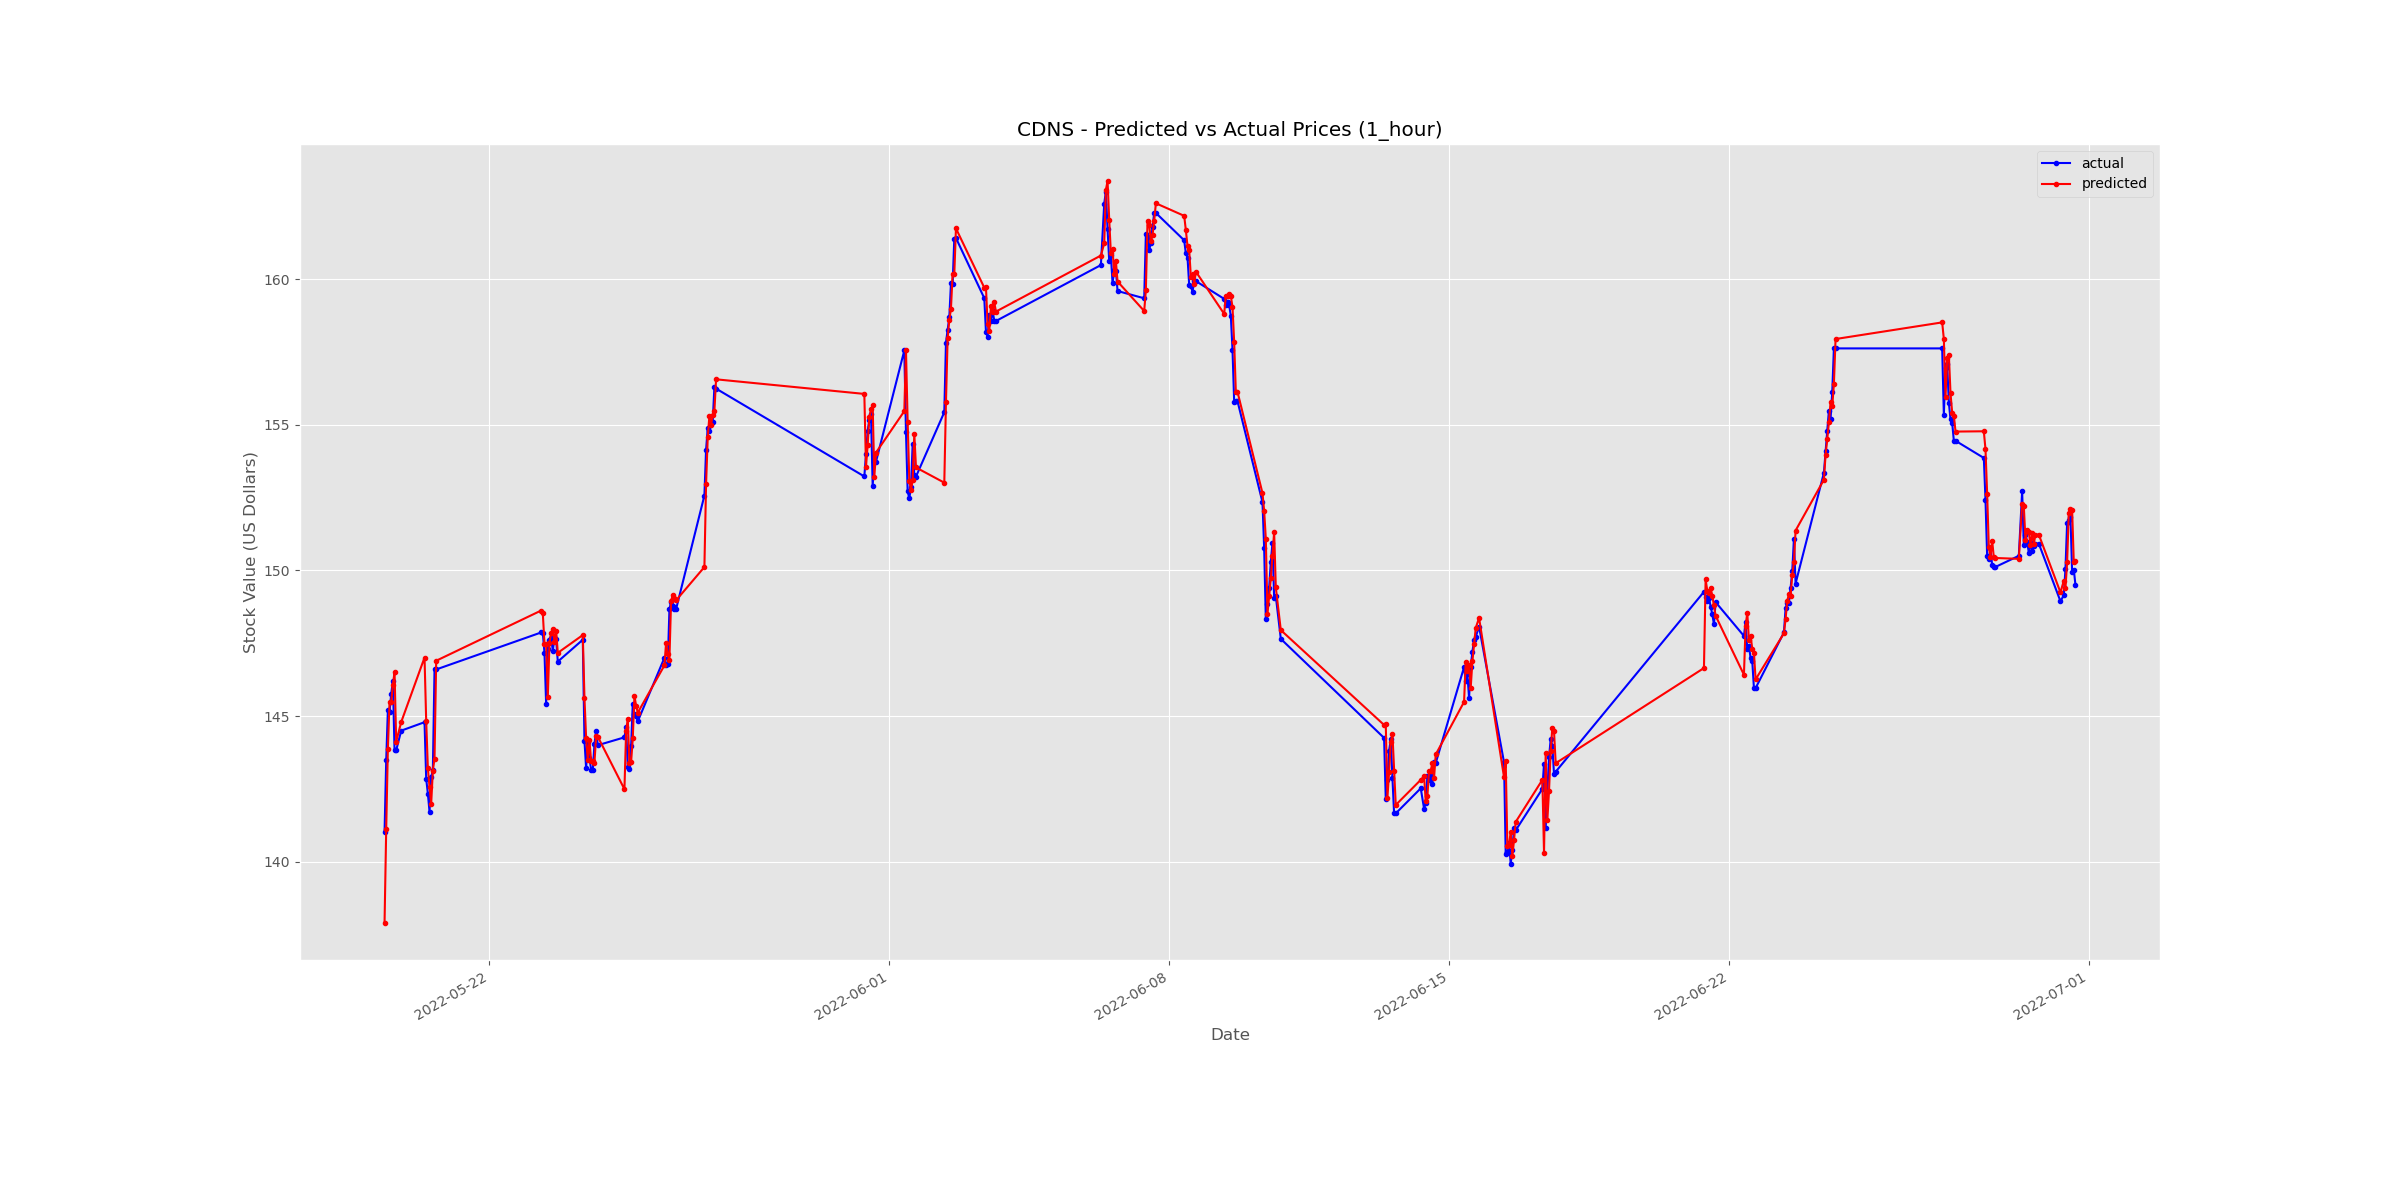 CDNS - Predicted vs Actual Prices (1_hour)
actual
predicted
Stock Value (US Dollars)
160
155
150
145
140
2022-05-22
2022-06-01
2022-06-08
2022-06-15
2022-06-22
2022-07-01
Date